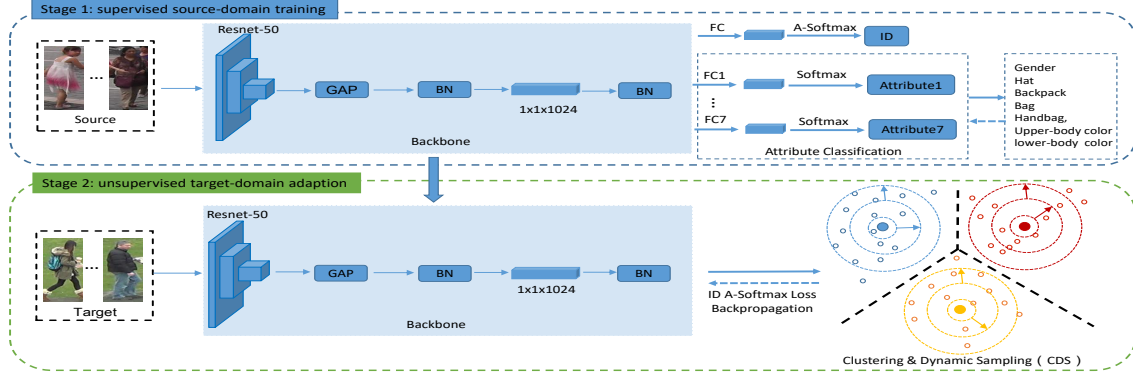 Stage 1: supervised source-domain training
Resnet-50
FC
A-Softmax
ID
FC1
Softmax
Attribute1
...
FC7
Softmax
Attribute7
Gender
Hat
Backpack
Bag
Handbag,
Upper-body color
lower-body color
...
Source
GAP
BN
1x1x1024
BN
Backbone
Attribute Classification
Stage 2: unsupervised target-domain adaption
Resnet-50
...
Target
GAP
BN
1x1x1024
BN
Backbone
ID A-Softmax Loss
Backpropagation
Clustering & Dynamic Sampling ( CDS)